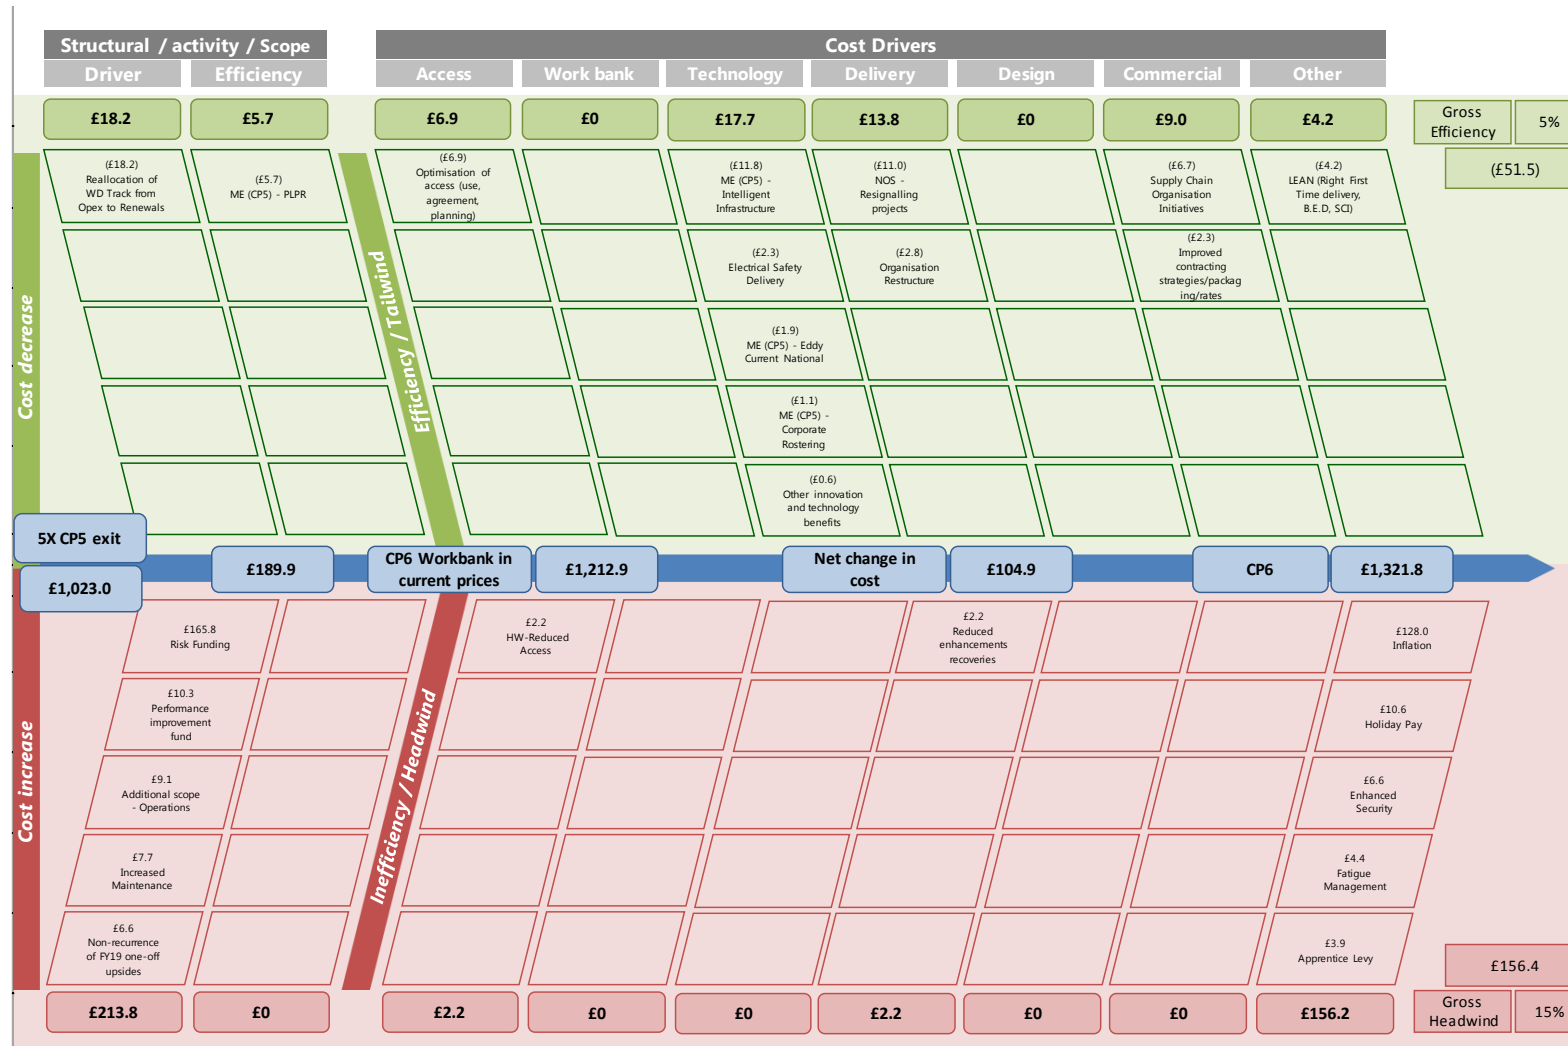 Structural / activity / Scope
Cost Drivers
Driver
Efficiency
Access
Work bank
Technology
Delivery
Design
Commercial
Other
£18.2
£5.7
£6.9
£0
£17.7
£13.8
£0
£9.0
£4.2
Gross
Efficiency
5%
(£51.5)
Cost decrease
Efficiency / Tailwind
(£18.2)
Reallocation of
WD Track from
Opex to Renewals
(£5.7)
ME (CP5) - PLPR
(£6.9)
Optimisation of
access (use,
agreement,
planning)
(£11.8)
ME (CP5) -
Intelligent
Infrastructure
(£11.0)
NOS -
Resignalling
projects
(£6.7)
Supply Chain
Organisation
Initiatives
(£4.2)
LEAN (Right First
Time delivery,
B.E.D, SCI)
(£2.3)
Electrical Safety
Delivery
(£2.8)
Organisation
Restructure
(£2.3)
Improved
contracting
strategies/packag
ing/rates
(£1.9)
ME (CP5) - Eddy
Current National
(£1.1)
ME (CP5) -
Corporate
Rostering
(£0.6)
Other innovation
and technology
benefits
5X CP5 exit
£1,023.0
£189.9
CP6 Workbank in
current prices
£1,212.9
Net change in
cost
£104.9
CP6
£1,321.8
Cost increase
Inefficiency / Headwind
£165.8
Risk Funding
£2.2
HW-Reduced
Access
£2.2
Reduced
enhancements
recoveries
£128.0
Inflation
£10.3
Performance
improvement
fund
£10.6
Holiday Pay
£9.1
Additional scope
- Operations
£6.6
Enhanced
Security
£7.7
Increased
Maintenance
£4.4
Fatigue
Management
£6.6
Non-recurrence
of FY19 one-off
upsides
£3.9
Apprentice Levy
£156.4
£213.8
£0
£2.2
£0
£0
£2.2
£0
£0
£156.2
Gross
Headwind
15%